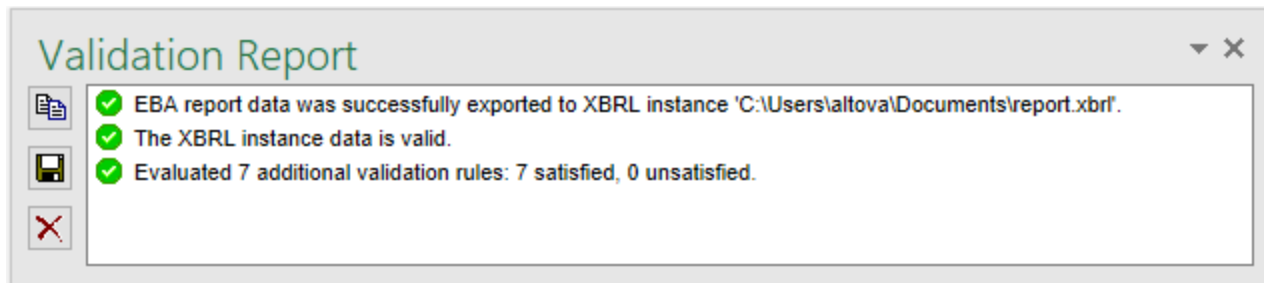 Validation Report
EBA report data was successfully exported to XBRL instance 'C:\Users\altova\Documents\report.xbrl'.
The XBRL instance data is valid.
Evaluated 7 additional validation rules: 7 satisfied, 0 unsatisfied.